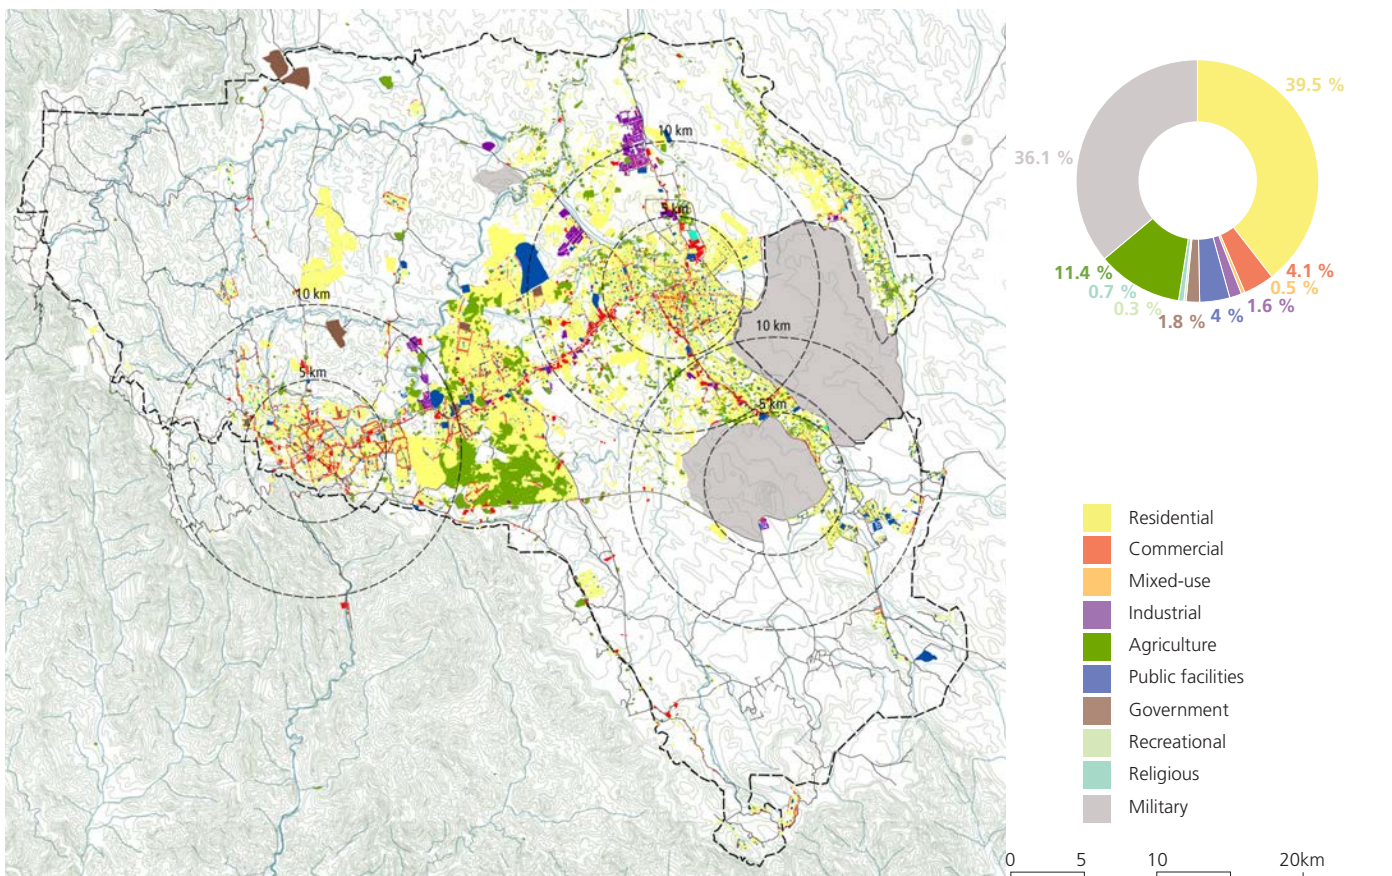 10 km
5 km
10 km
5 km
10 km
5 km
39.5 %
4.1 %
0.5 %
1.6 %
4 %
1.8 %
0.3 %
0.7 %
11.4 %
36.1 %
Residential
Commercial
Mixed-use
Industrial
Agriculture
Public facilities
Government
Recreational
Religious
Military
0 5 10 20km